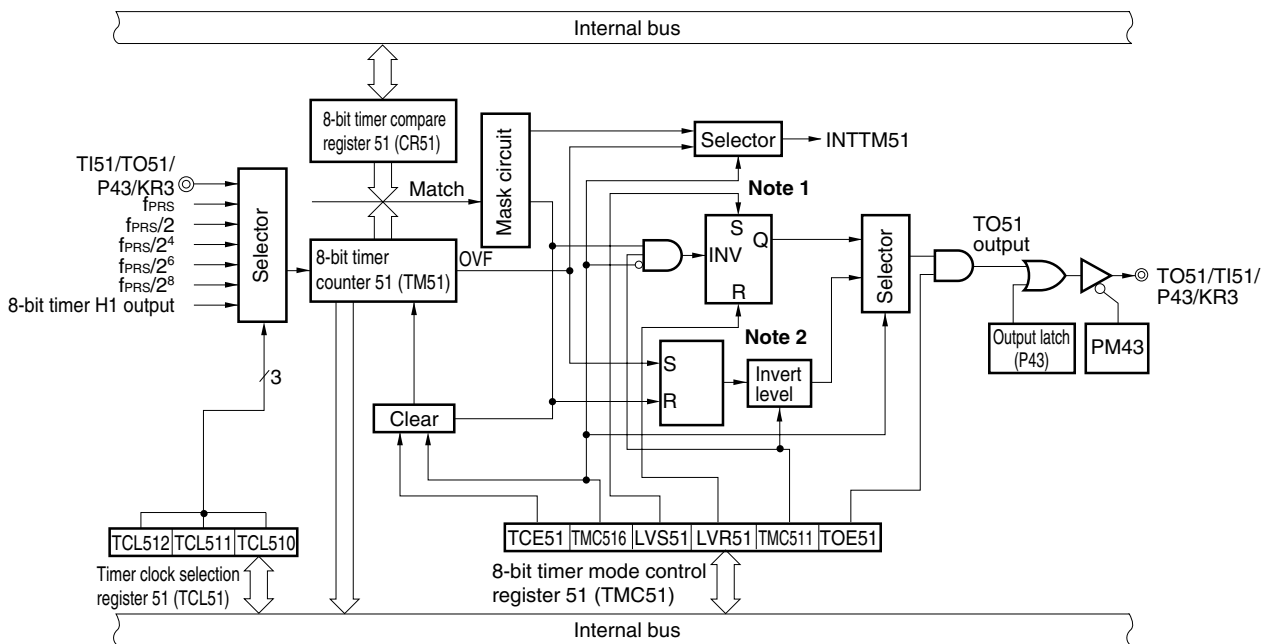 Internal bus
8-bit timer compare
register 51 (CR51)
Match
Mask circuit
Selector
INTTM51
TI51/TO51/
P43/KR3
fPRS
fPRS/2
fPRS/2⁴
fPRS/2⁶
fPRS/2⁸
8-bit timer H1 output
Selector
8-bit timer
counter 51 (TM51)
OVF
Note 1
S
INV
Q
R
Selector
TO51
output
TO51/TI51/
P43/KR3
Output latch
(P43)
PM43
Note 2
S
R
Invert
level
3
Clear
TCL512
TCL511
TCL510
Timer clock selection
register 51 (TCL51)
TCE51
TMC516
LVS51
LVR51
TMC511
TOE51
8-bit timer mode control
register 51 (TMC51)
Internal bus